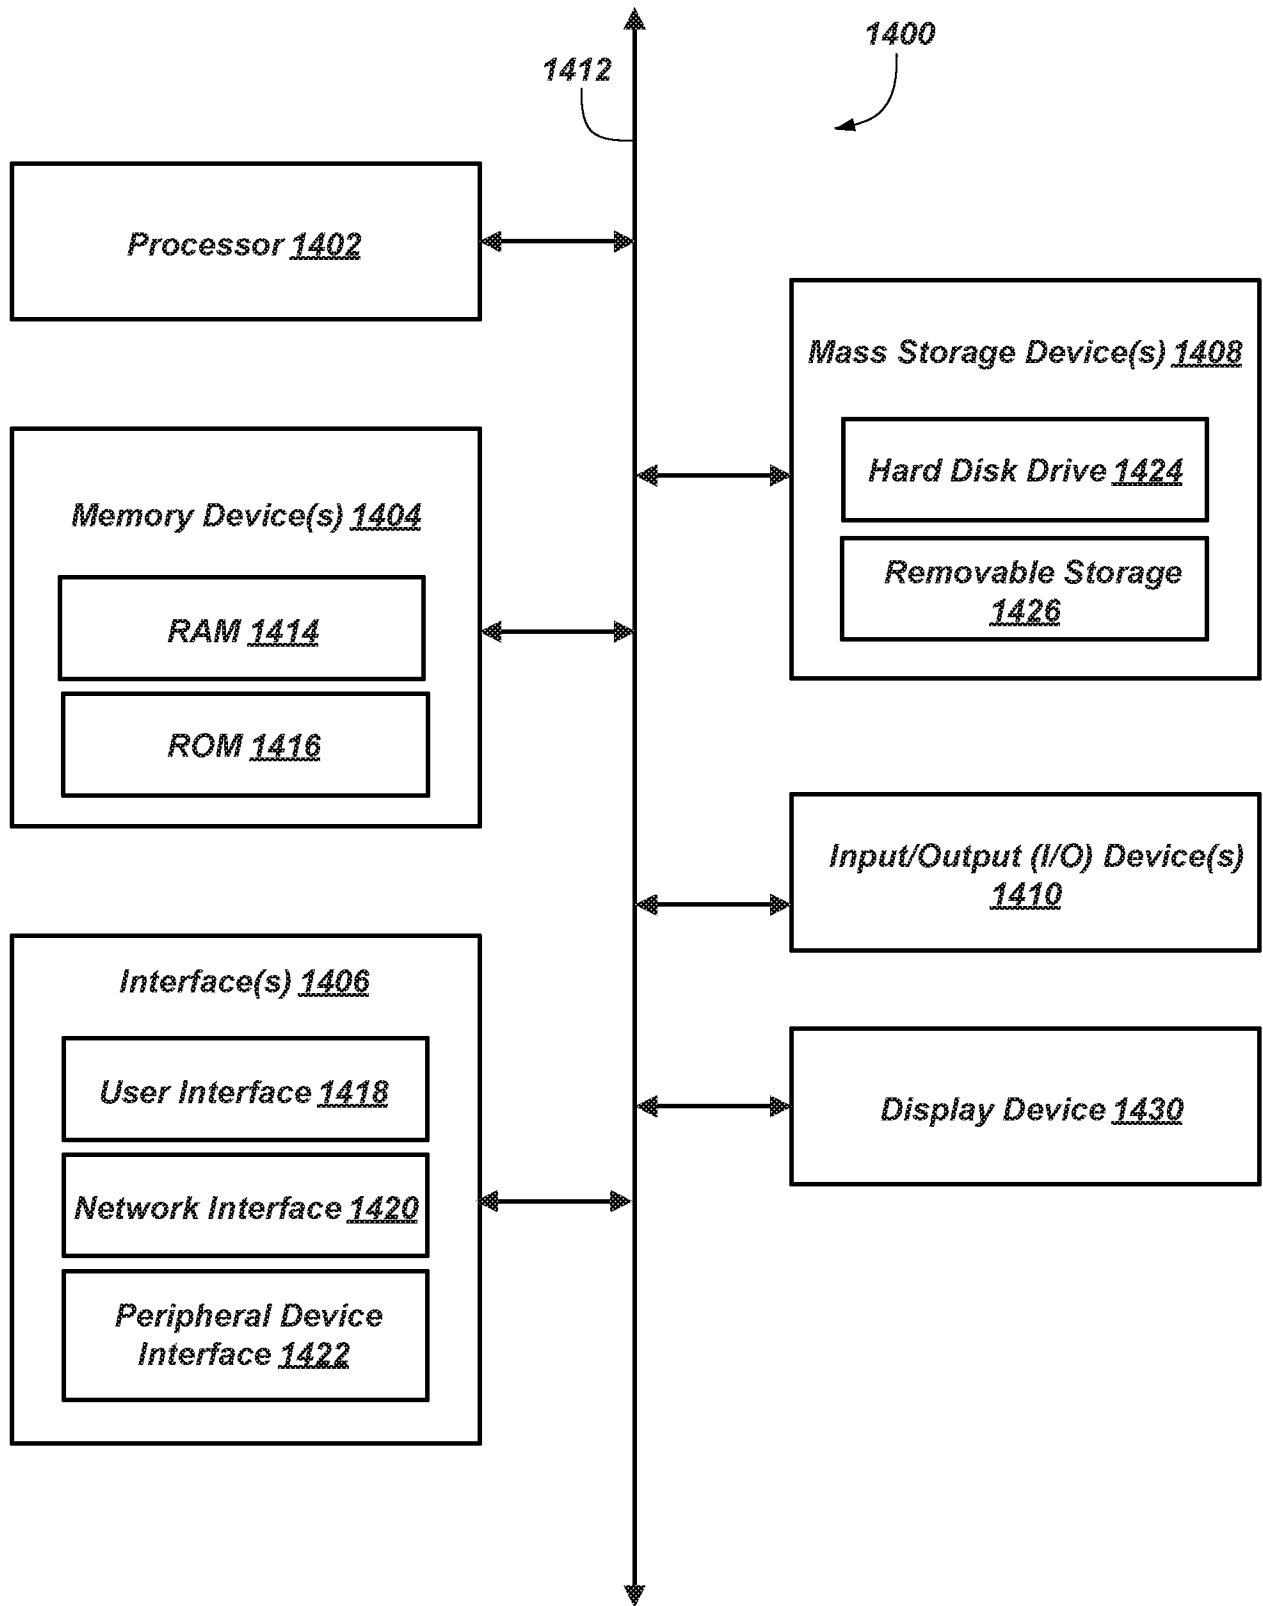 1400
1412
Processor 1402
Mass Storage Device(s) 1408
Hard Disk Drive 1424
Removable Storage
1426
Memory Device(s) 1404
RAM 1414
ROM 1416
Input/Output (I/O) Device(s)
1410
Interface(s) 1406
User Interface 1418
Network Interface 1420
Peripheral Device
Interface 1422
Display Device 1430